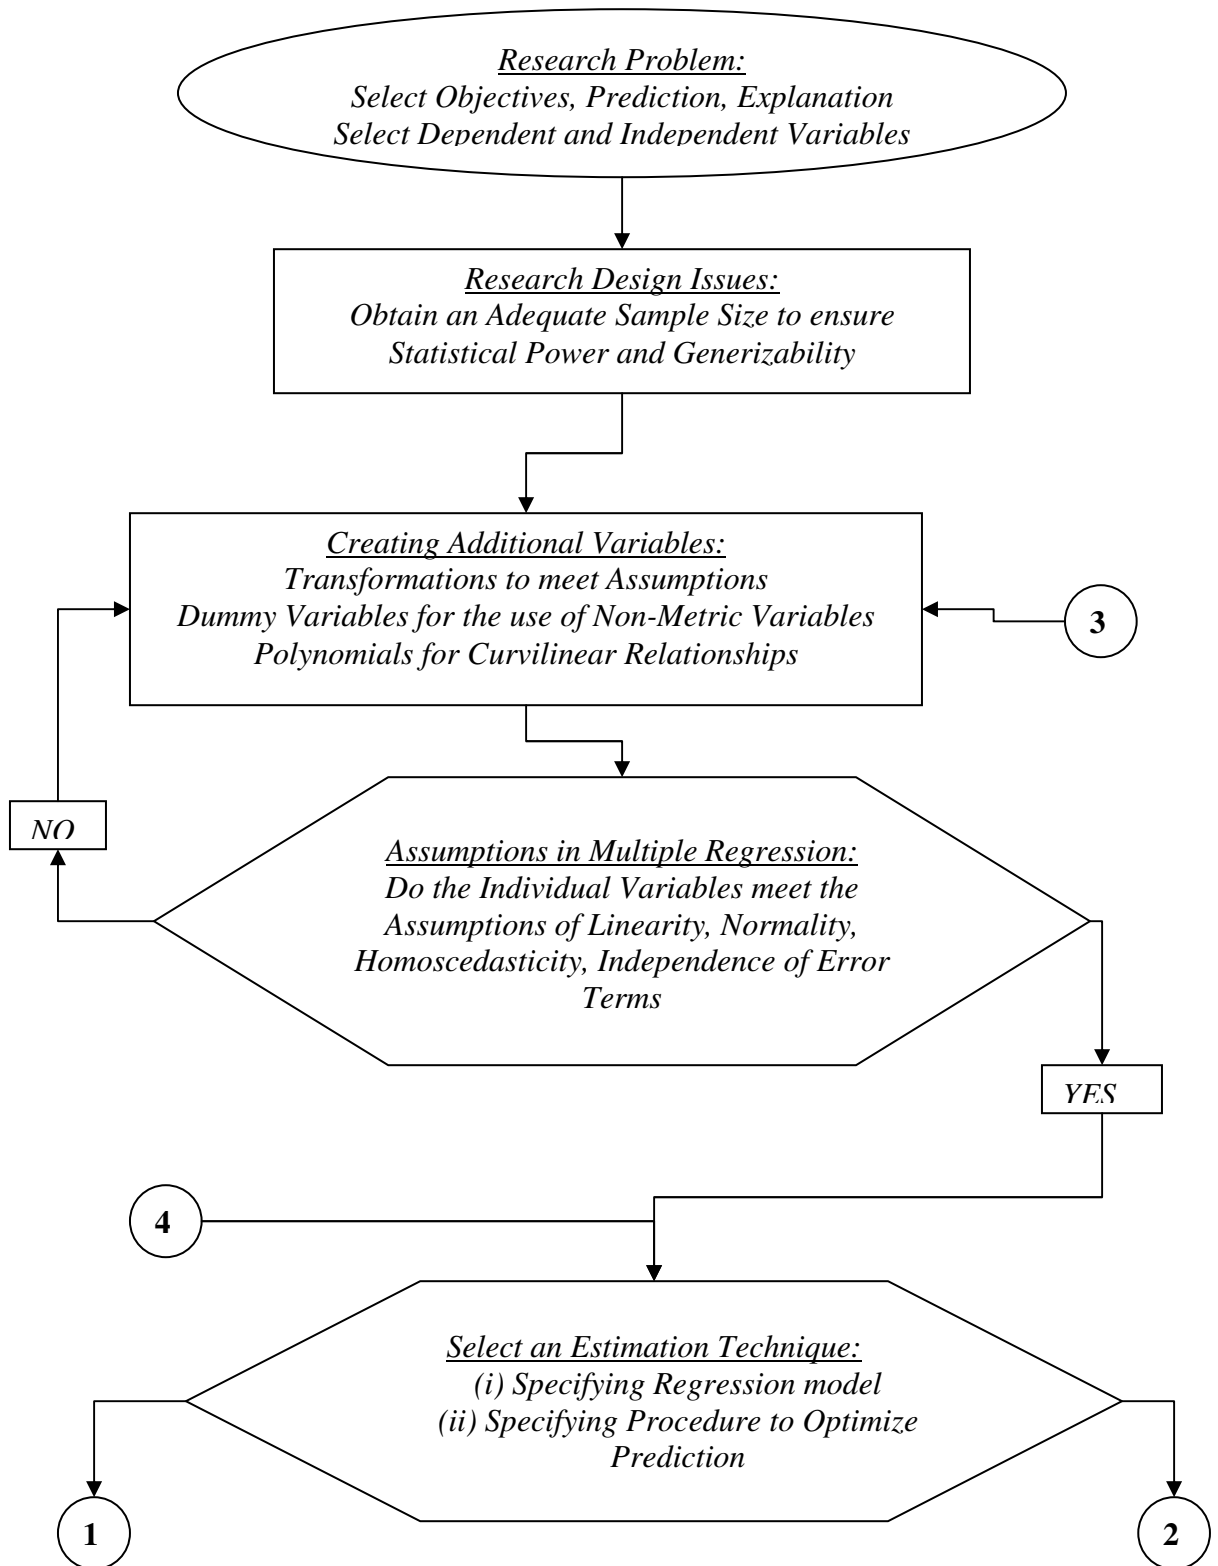 Research Problem:
Select Objectives, Prediction, Explanation
Select Dependent and Independent Variables
Research Design Issues:
Obtain an Adequate Sample Size to ensure
Statistical Power and Generizability
Creating Additional Variables:
Transformations to meet Assumptions
Dummy Variables for the use of Non-Metric Variables
Polynomials for Curvilinear Relationships
3
NO
Assumptions in Multiple Regression:
Do the Individual Variables meet the
Assumptions of Linearity, Normality,
Homoscedasticity, Independence of Error
Terms
YES
4
Select an Estimation Technique:
(i) Specifying Regression model
(ii) Specifying Procedure to Optimize
Prediction
1
2